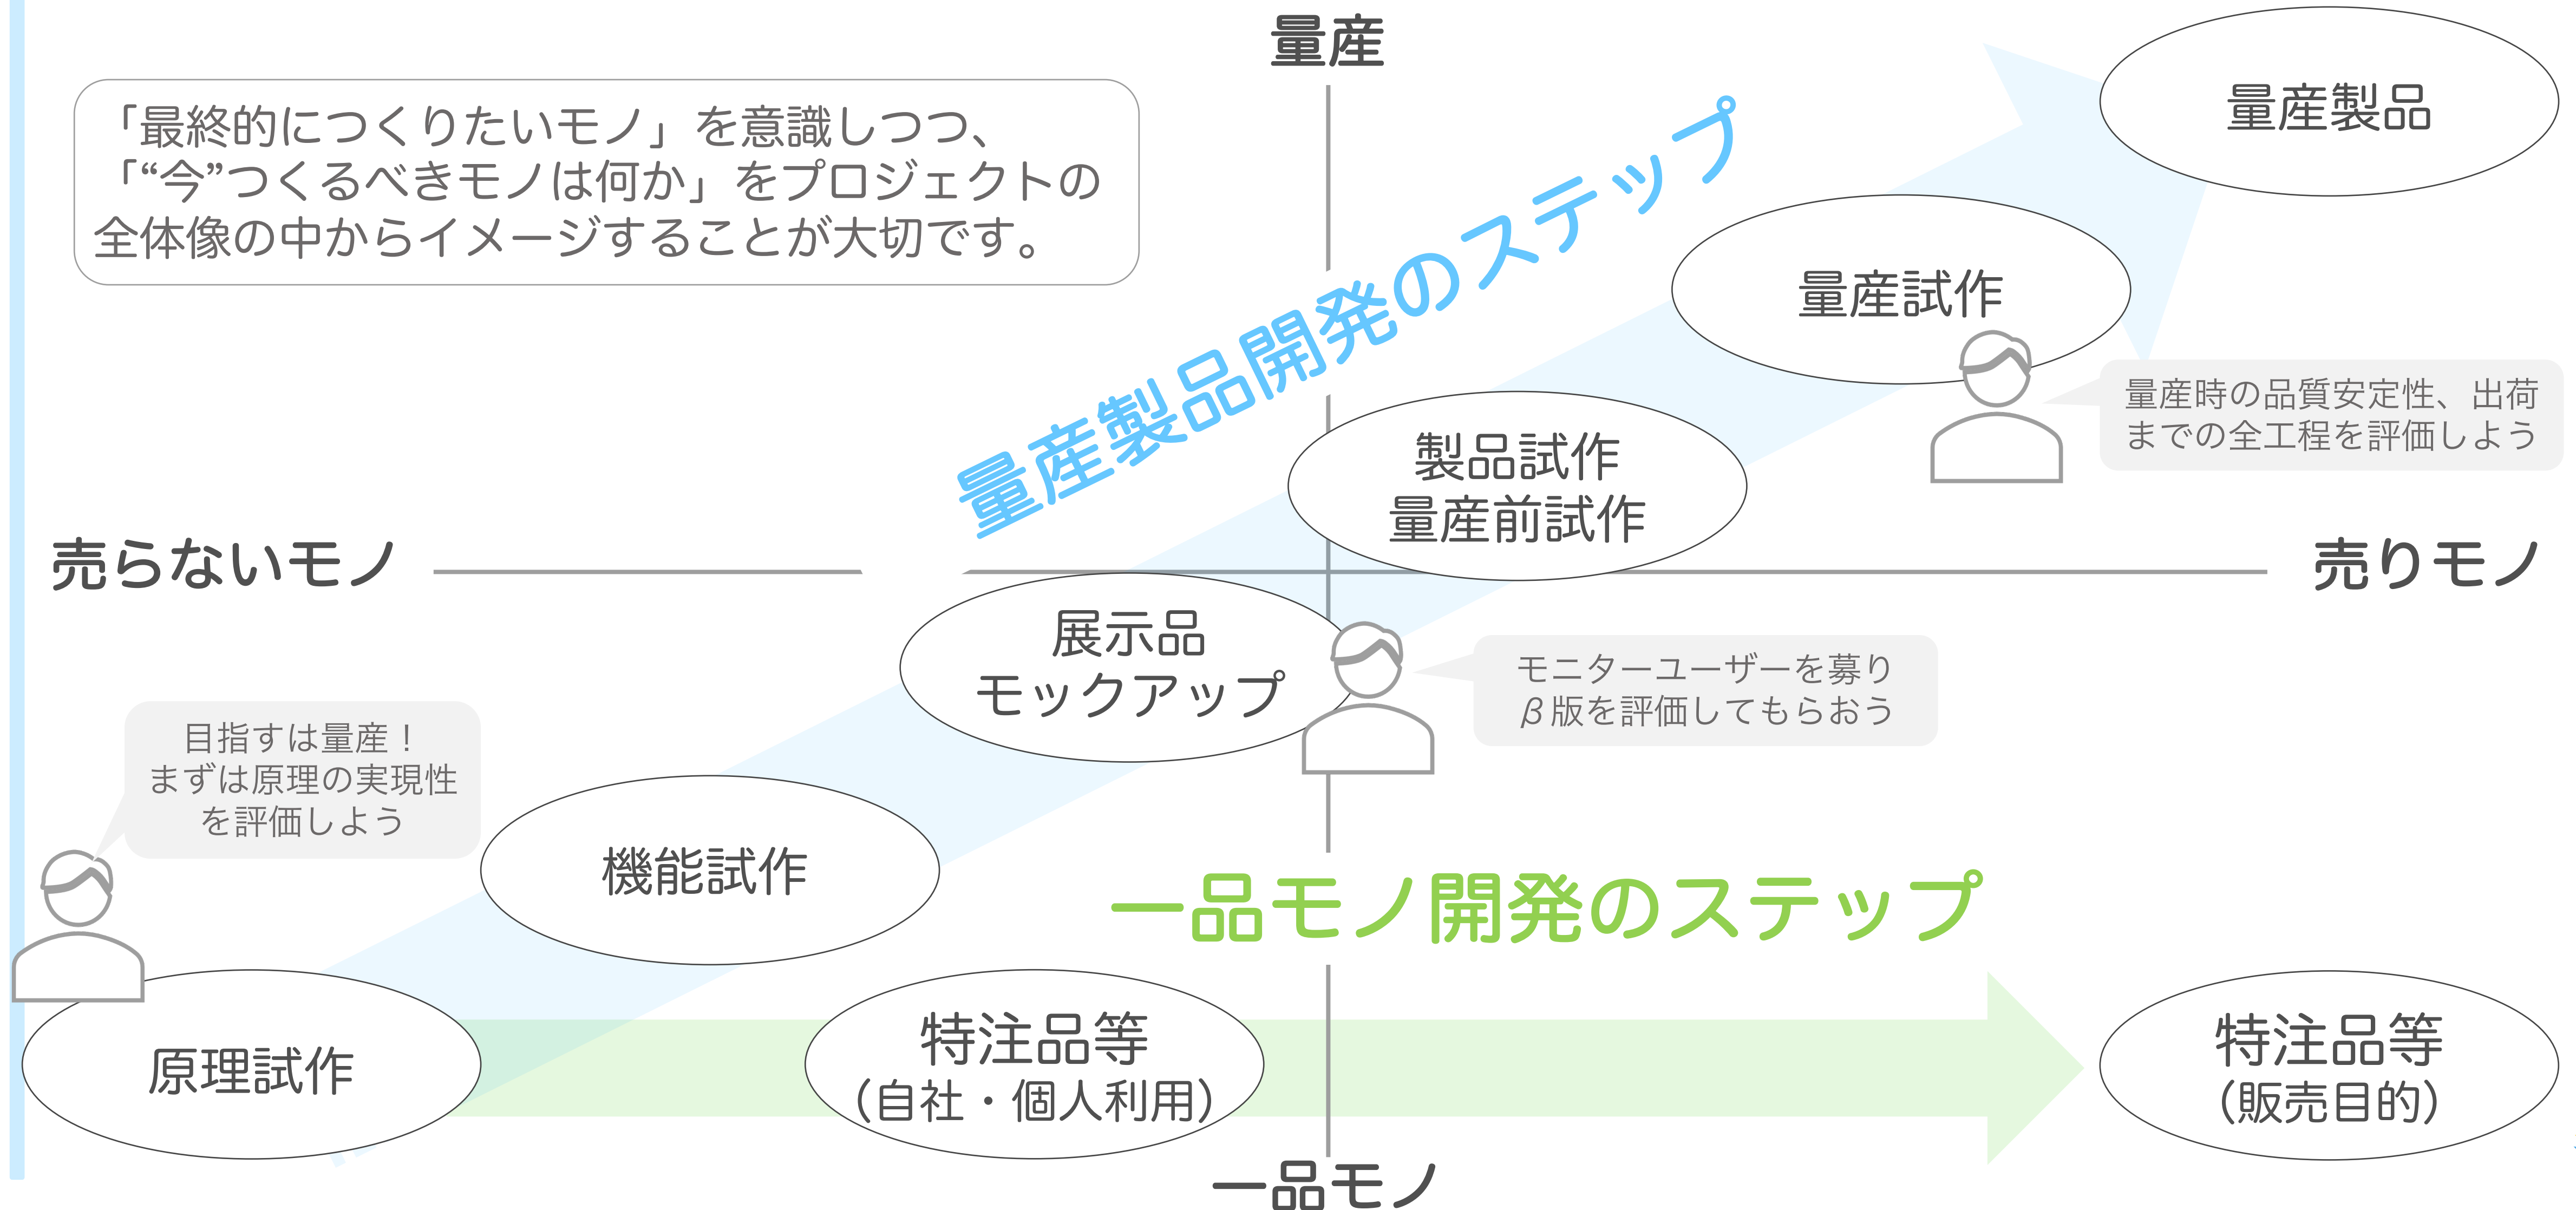 量産
「最終的につくりたいモノ」を意識しつつ、
「“今”つくるべきモノは何か」をプロジェクトの
全体像の中からイメージすることが大切です。
量産製品開発のステップ
量産製品
量産試作
量産時の品質安定性、出荷
までの全工程を評価しよう
製品試作
量産前試作
売らないモノ
売りモノ
展示品
モックアップ
モニターユーザーを募り
β版を評価してもらおう
目指すは量産！
まずは原理の実現性
を評価しよう
機能試作
一品モノ開発のステップ
原理試作
特注品等
(自社・個人利用)
特注品等
(販売目的)
一品モノ